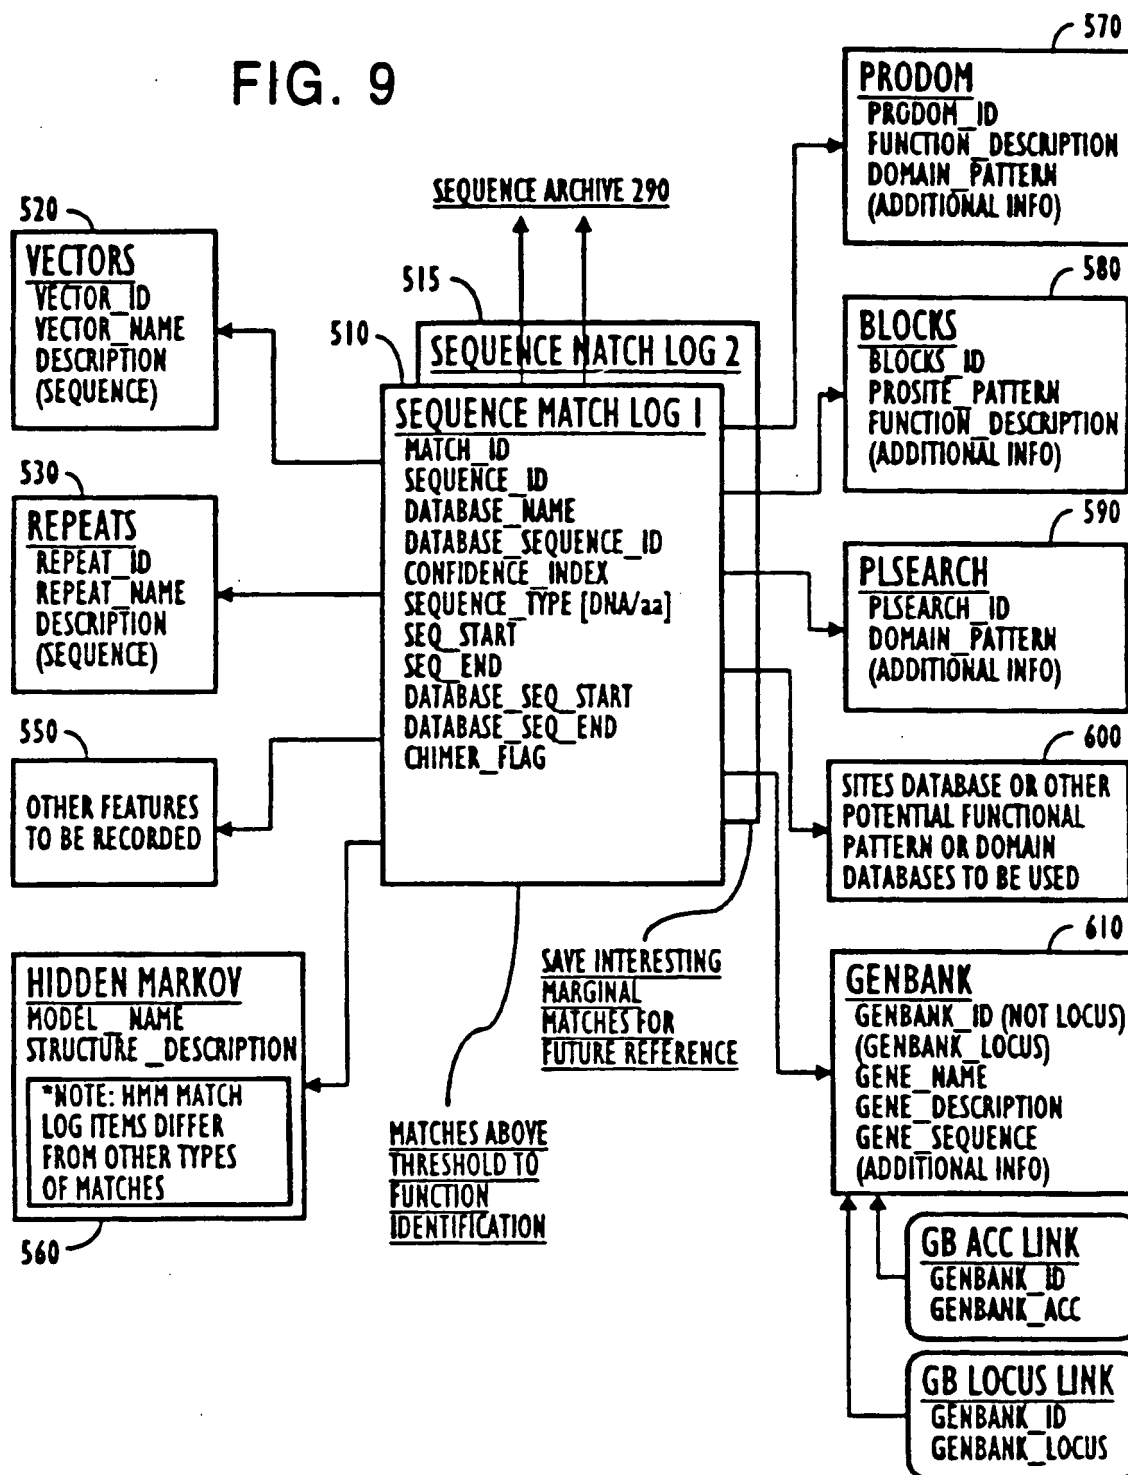 FIG. 9
SEQUENCE ARCHIVE 290
520
VECTORS
VECTOR_ID
VECTOR_NAME
DESCRIPTION
(SEQUENCE)
530
REPEATS
REPEAT_ID
REPEAT_NAME
DESCRIPTION
(SEQUENCE)
550
OTHER FEATURES
TO BE RECORDED
HIDDEN MARKOV
MODEL_NAME
STRUCTURE_DESCRIPTION
*NOTE: HMM MATCH
LOG ITEMS DIFFER
FROM OTHER TYPES
OF MATCHES
560
515
SEQUENCE MATCH LOG 2
510
SEQUENCE MATCH LOG 1
MATCH_ID
SEQUENCE_ID
DATABASE_NAME
DATABASE_SEQUENCE_ID
CONFIDENCE_INDEX
SEQUENCE_TYPE [DNA/aa]
SEQ_START
SEQ_END
DATABASE_SEQ_START
DATABASE_SEQ_END
CHIMER_FLAG
MATCHES ABOVE
THRESHOLD TO
FUNCTION
IDENTIFICATION
SAVE INTERESTING
MARGINAL
MATCHES FOR
FUTURE REFERENCE
570
PRODOM
PRODOM_ID
FUNCTION_DESCRIPTION
DOMAIN_PATTERN
(ADDITIONAL INFO)
580
BLOCKS
BLOCKS_ID
PROSITE_PATTERN
FUNCTION_DESCRIPTION
(ADDITIONAL INFO)
590
PLSEARCH
PLSEARCH_ID
DOMAIN_PATTERN
(ADDITIONAL INFO)
600
SITES DATABASE OR OTHER
POTENTIAL FUNCTIONAL
PATTERN OR DOMAIN
DATABASES TO BE USED
610
GENBANK
GENBANK_ID (NOT LOCUS)
(GENBANK_LOCUS)
GENE_NAME
GENE_DESCRIPTION
GENE_SEQUENCE
(ADDITIONAL INFO)
GB ACC LINK
GENBANK_ID
GENBANK_ACC
GB LOCUS LINK
GENBANK_ID
GENBANK_LOCUS